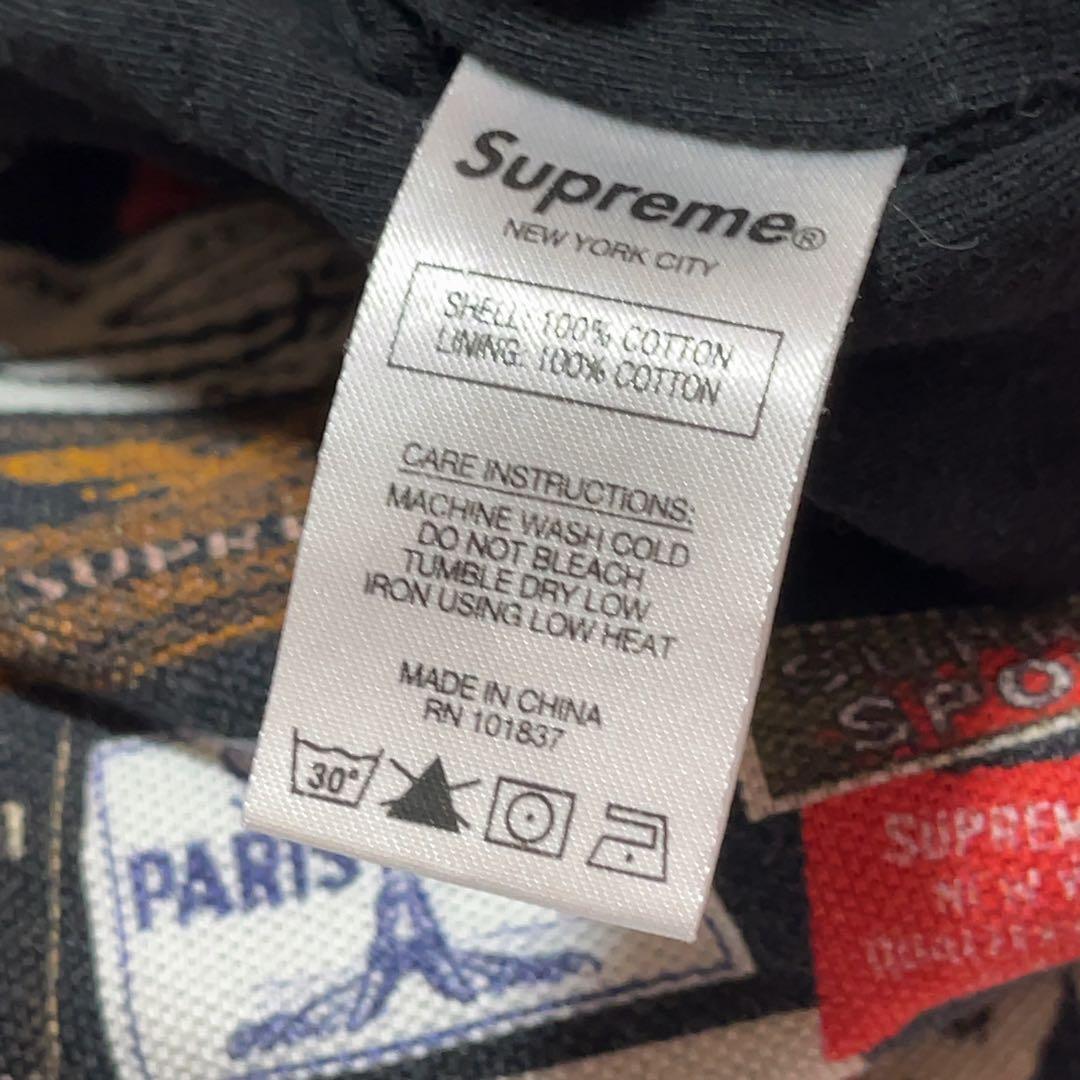 Supreme®
NEW YORK CITY
SHELL: 100% COTTON
LINING: 100% COTTON
CARE INSTRUCTIONS:
MACHINE WASH COLD
DO NOT BLEACH
TUMBLE DRY LOW
IRON USING LOW HEAT
MADE IN CHINA
RN 101837
30°
PARIS
SUPREME